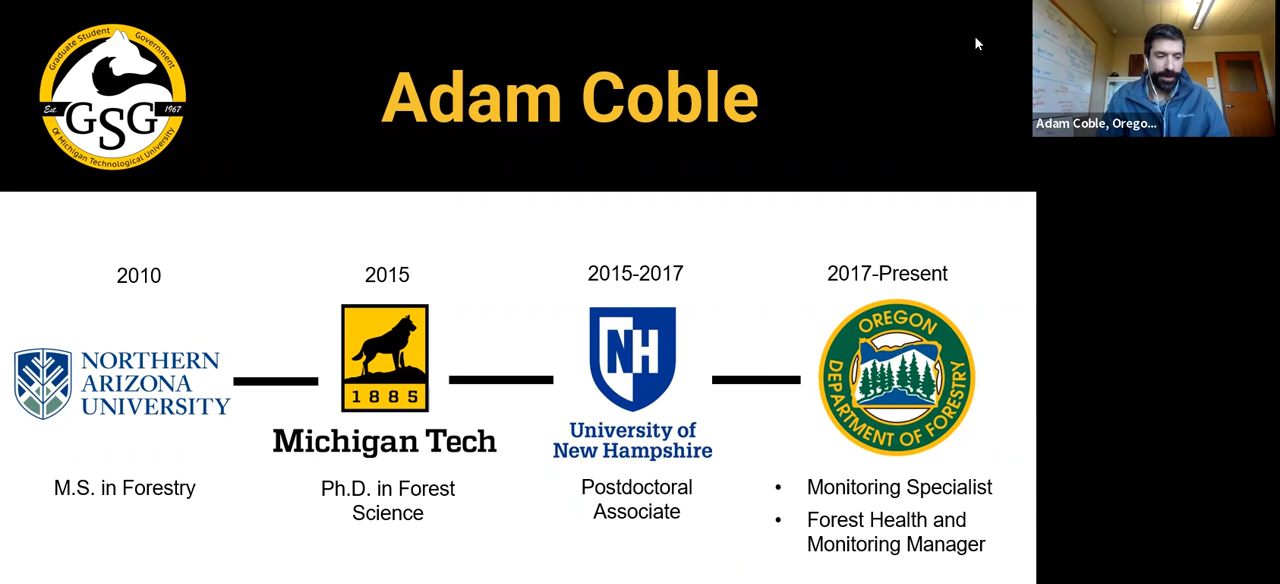 Graduate Student Government
Est. 1967
GSG
Of Michigan Technological University
Adam Coble
Adam Coble, Orego...
2010
2015
2015-2017
2017-Present
NORTHERN
ARIZONA
UNIVERSITY
1885
Michigan Tech
NH
University of
New Hampshire
OREGON
DEPARTMENT OF FORESTRY
M.S. in Forestry
Ph.D. in Forest
Science
Postdoctoral
Associate
• Monitoring Specialist
• Forest Health and
Monitoring Manager